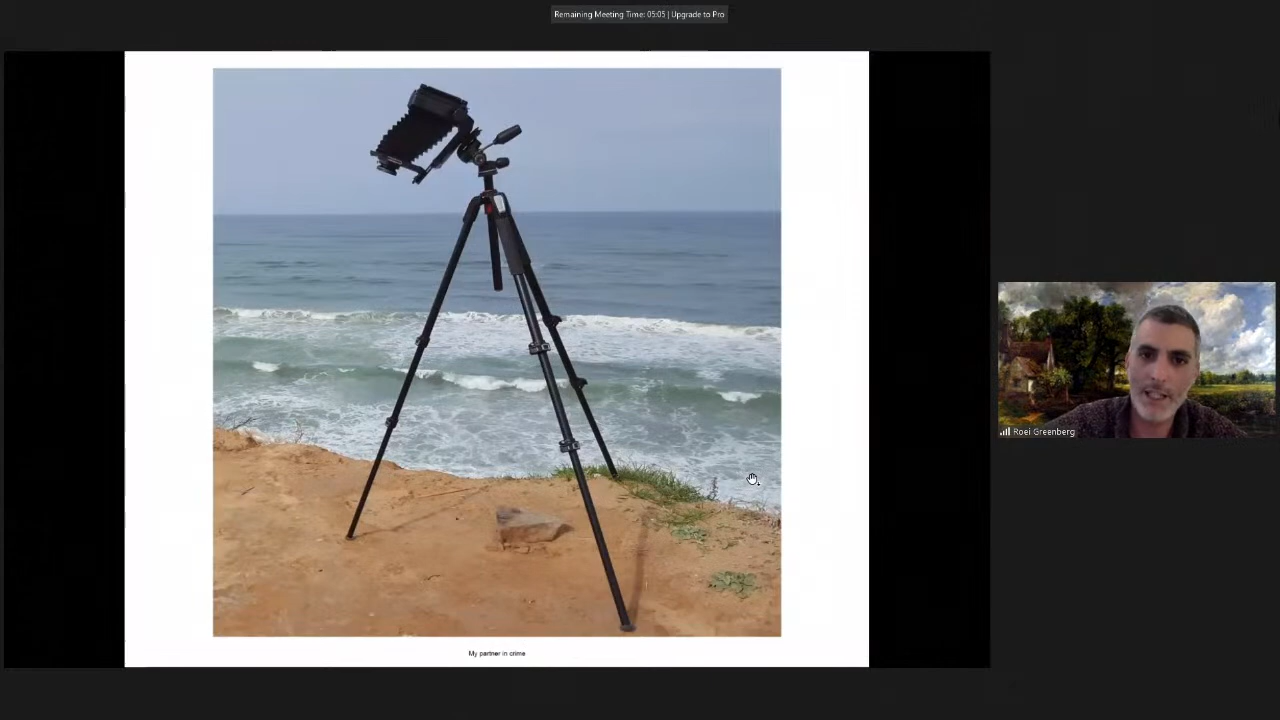 Remaining Meeting Time: 05:05 | Upgrade to Pro
Roei Greenberg
My partner in crime